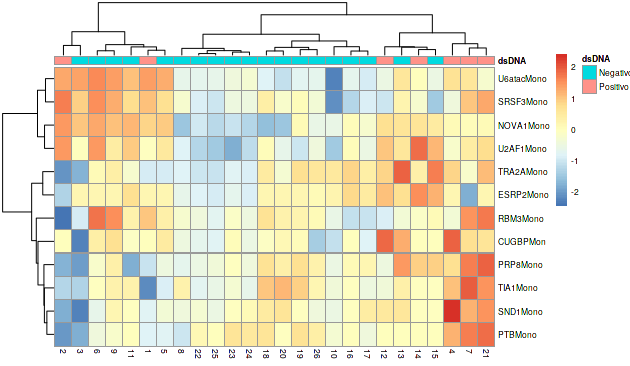 dsDNA
dsDNA
Negativo
Positivo
2
1
0
-1
-2
U6atacMono
SRSF3Mono
NOVA1Mono
U2AF1Mono
TRA2AMono
ESRP2Mono
RBM3Mono
CUGBPMon
PRP8Mono
TIA1Mono
SND1Mono
PTBMono
2 3 6 9 11 1 5 8 22 25 23 24 18 20 19 26 10 16 17 12 13 14 15 4 7 21